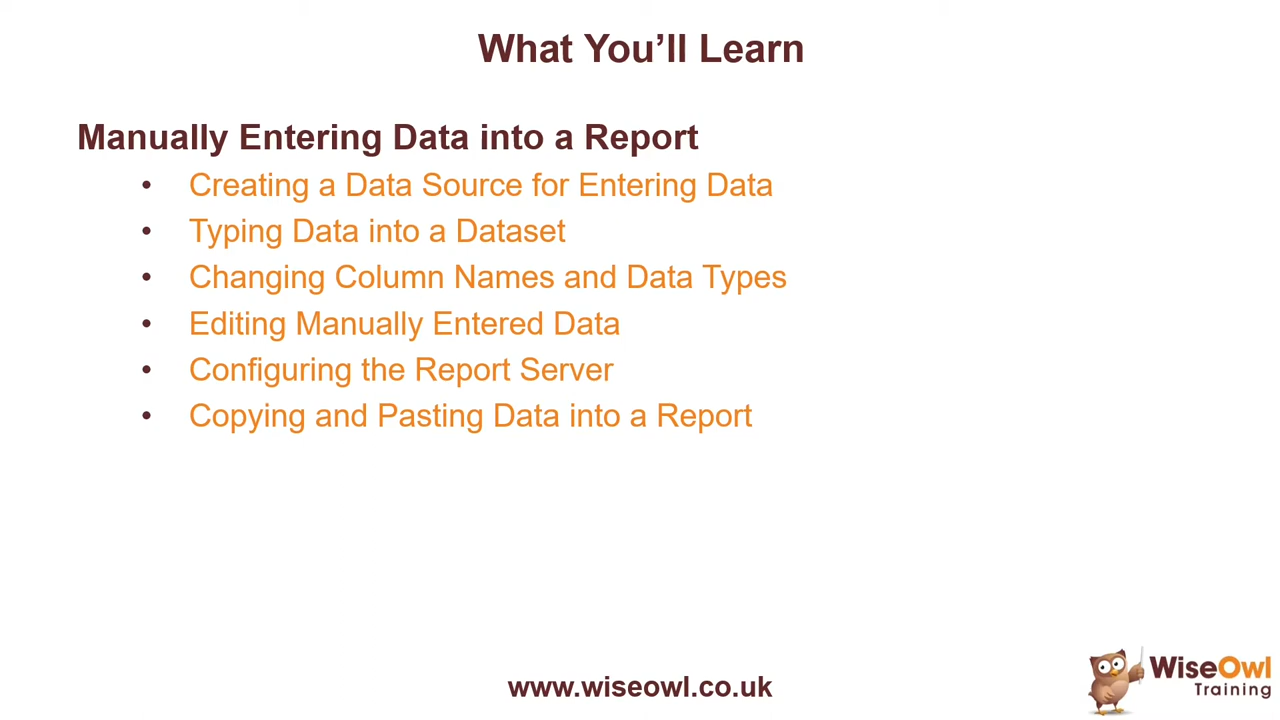 What You’ll Learn
Manually Entering Data into a Report
• Creating a Data Source for Entering Data
• Typing Data into a Dataset
• Changing Column Names and Data Types
• Editing Manually Entered Data
• Configuring the Report Server
• Copying and Pasting Data into a Report
www.wiseowl.co.uk
WiseOwl
Training